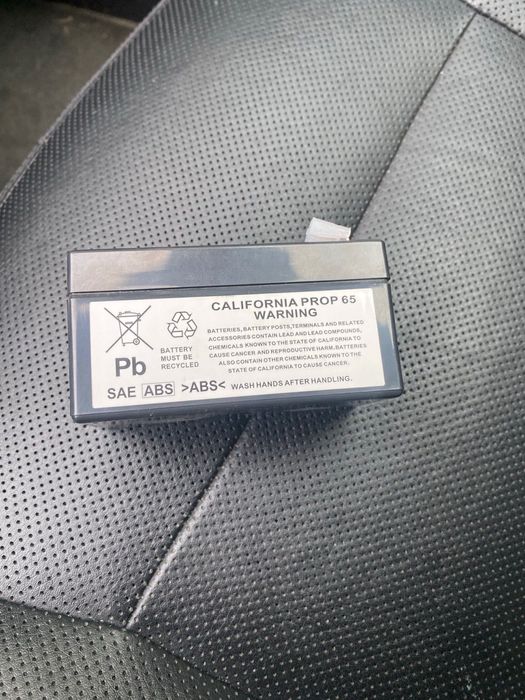 CALIFORNIA PROP 65
WARNING
BATTERIES, BATTERY POSTS,TERMINALS AND RELATED
ACCESSORIES CONTAIN LEAD AND LEAD COMPOUNDS,
CHEMICALS KNOWN TO THE STATE OF CALIFORNIA TO
CAUSE CANCER AND REPRODUCTIVE HARM. BATTERIES
ALSO CONTAIN OTHER CHEMICALS KNOWN TO THE
STATE OF CALIFORNIA TO CAUSE CANCER.
Pb
BATTERY
MUST BE
RECYCLED
SAE ABS >ABS< WASH HANDS AFTER HANDLING.